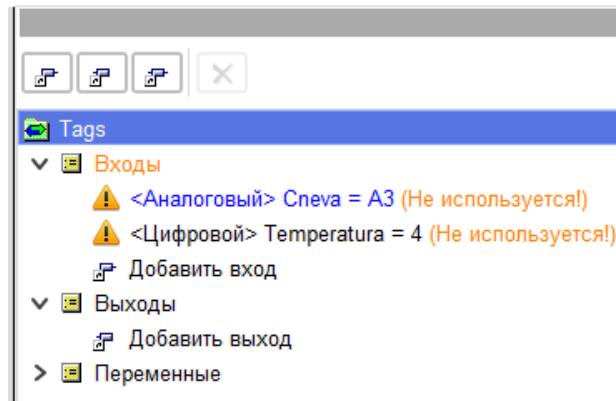 Tags
Входы
<Аналоговый> Cneva = A3 (Не используется!)
<Цифровой> Temperatura = 4 (Не используется!)
Добавить вход
Выходы
Добавить выход
Переменные